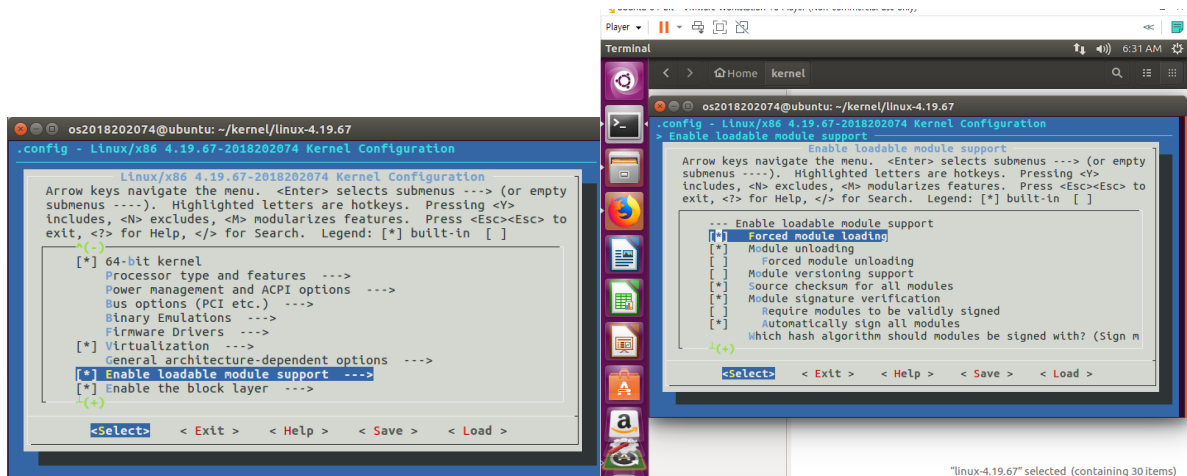 os2018202074@ubuntu: ~/kernel/linux-4.19.67
.config - Linux/x86 4.19.67-2018202074 Kernel Configuration
Linux/x86 4.19.67-2018202074 Kernel Configuration
Arrow keys navigate the menu.  <Enter> selects submenus ---> (or empty
submenus ----).  Highlighted letters are hotkeys.  Pressing <Y>
includes, <N> excludes, <M> modularizes features.  Press <Esc><Esc> to
exit, <?> for Help, </> for Search.  Legend: [*] built-in  [ ]
^(-)
[*] 64-bit kernel
Processor type and features  --->
Power management and ACPI options  --->
Bus options (PCI etc.)  --->
Binary Emulations  --->
Firmware Drivers  --->
[*] Virtualization  --->
General architecture-dependent options  --->
[*] Enable loadable module support  --->
[*] Enable the block layer  --->
(+)
<Select>    < Exit >    < Help >    < Save >    < Load >
Player
Terminal
6:31 AM
Home kernel
os2018202074@ubuntu: ~/kernel/linux-4.19.67
.config - Linux/x86 4.19.67-2018202074 Kernel Configuration
> Enable loadable module support
Enable loadable module support
Arrow keys navigate the menu.  <Enter> selects submenus ---> (or empty
submenus ----).  Highlighted letters are hotkeys.  Pressing <Y>
includes, <N> excludes, <M> modularizes features.  Press <Esc><Esc> to
exit, <?> for Help, </> for Search.  Legend: [*] built-in  [ ]
--- Enable loadable module support
[*]   Forced module loading
[*]   Module unloading
[ ]     Forced module unloading
[ ]   Module versioning support
[*]   Source checksum for all modules
[*]   Module signature verification
[ ]     Require modules to be validly signed
[*]     Automatically sign all modules
Which hash algorithm should modules be signed with? (Sign m
(+)
<Select>    < Exit >    < Help >    < Save >    < Load >
"linux-4.19.67" selected (containing 30 items)